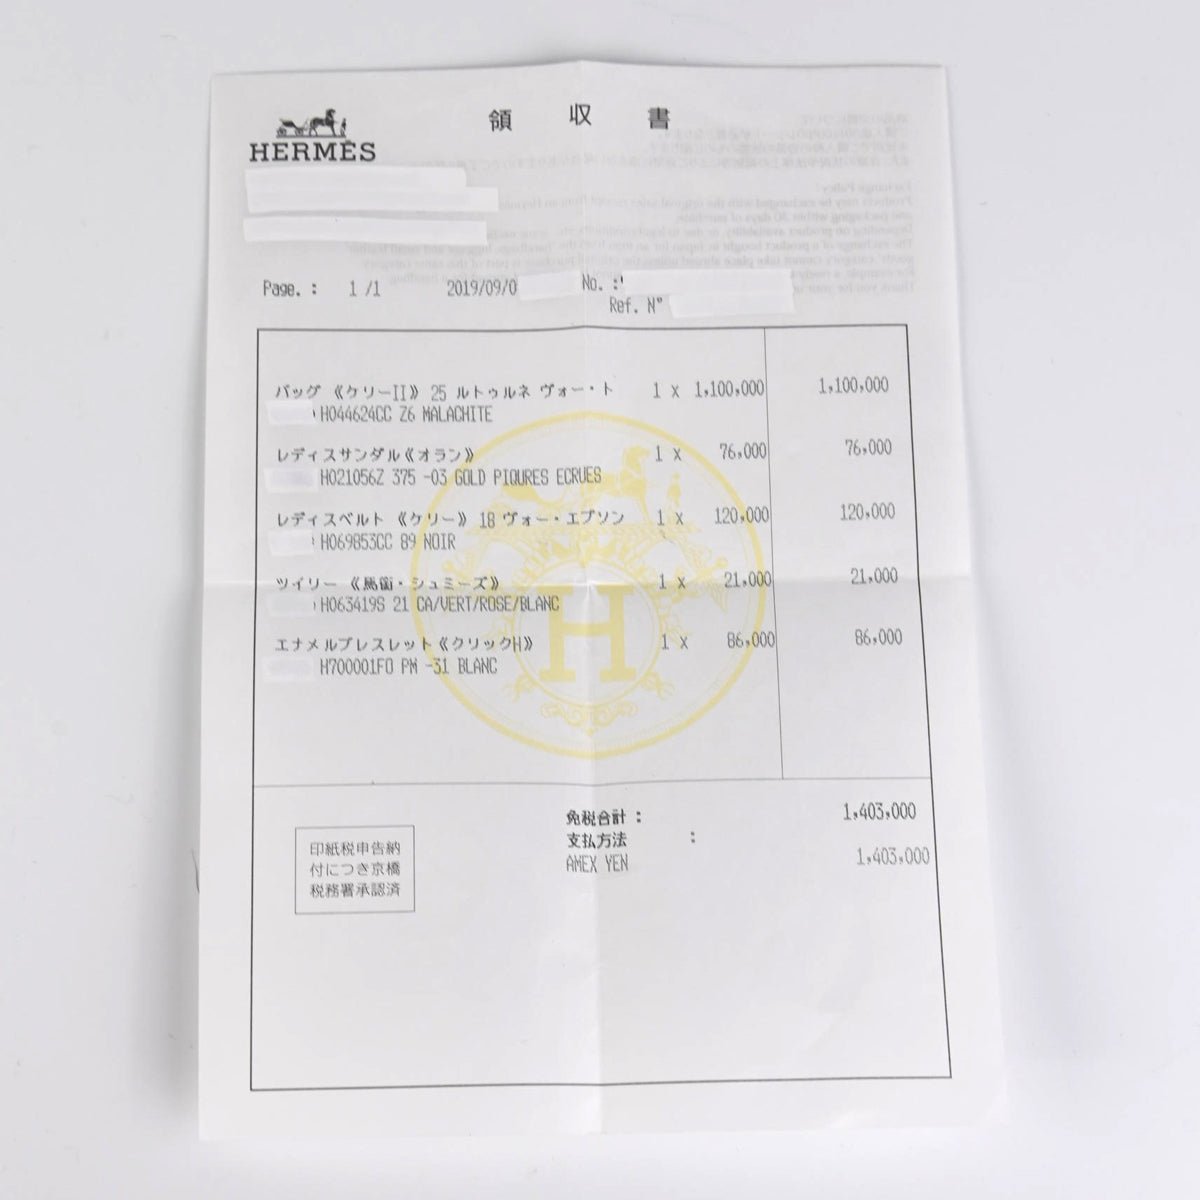 領収書
HERMÈS
Page. : 1 /1 2019/09/0 No. :
Ref. N°
バッグ 《ケリーII》 25 ルトゥルネ ヴォー・ト 1 x 1,100,000 1,100,000
H044624CC Z6 MALACHITE
レディスサンダル《オラン》 1 x 76,000 76,000
H021056Z 375 -03 GOLD PIQURES ECRUES
レディスベルト 《ケリー》 18 ヴォー・エプソン 1 x 120,000 120,000
H069853CC 89 NOIR
ツイリー 《馬衛・シュミーズ》 1 x 21,000 21,000
H063419S 21 CA/VERT/ROSE/BLANC
エナメルブレスレット《クリックH》 1 x 86,000 86,000
H700001F0 PM -31 BLANC
H
免税合計 : 1,403,000
支払方法 :
AMEX YEN 1,403,000
印紙税申告納
付につき京橋
税務署承認済